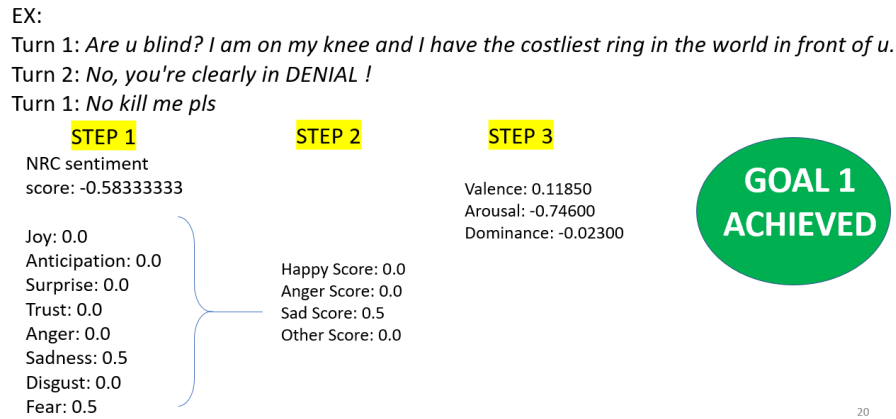 EX:
Turn 1: Are u blind? I am on my knee and I have the costliest ring in the world in front of u.
Turn 2: No, you're clearly in DENIAL !
Turn 1: No kill me pls
STEP 1
NRC sentiment
score: -0.58333333
Joy: 0.0
Anticipation: 0.0
Surprise: 0.0
Trust: 0.0
Anger: 0.0
Sadness: 0.5
Disgust: 0.0
Fear: 0.5
STEP 2
Happy Score: 0.0
Anger Score: 0.0
Sad Score: 0.5
Other Score: 0.0
STEP 3
Valence: 0.11850
Arousal: -0.74600
Dominance: -0.02300
GOAL 1
ACHIEVED
20